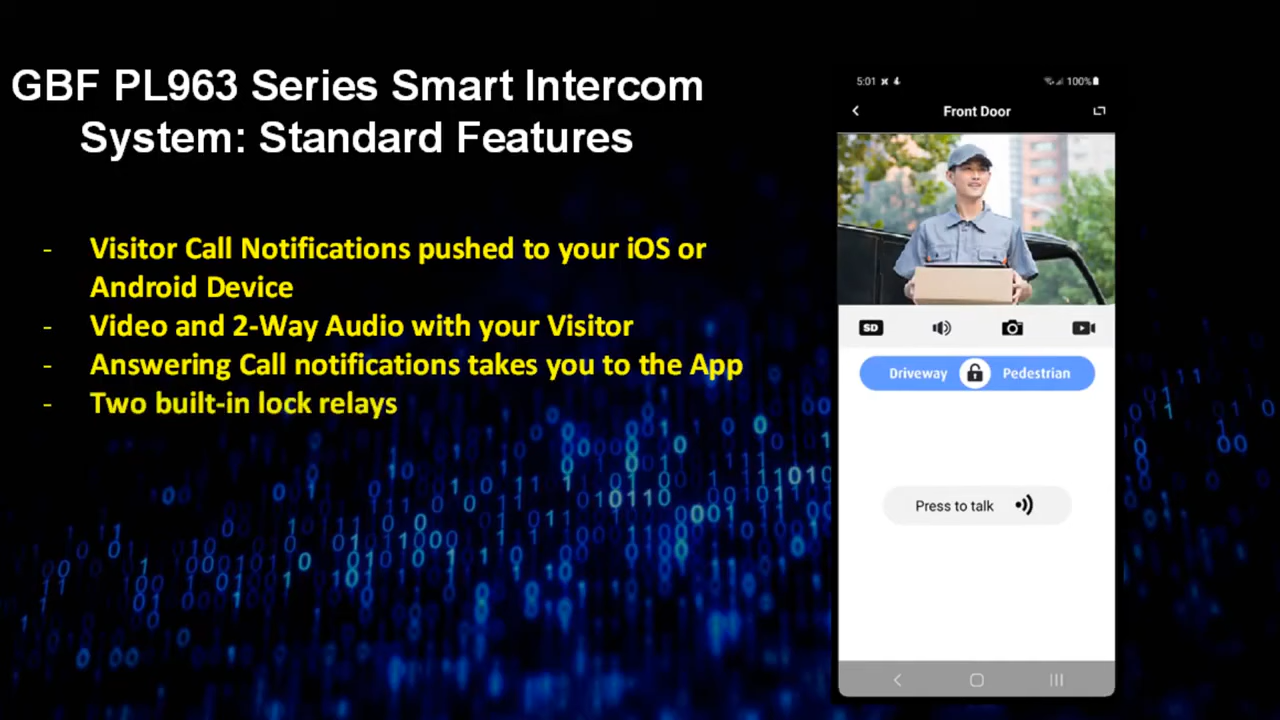 GBF PL963 Series Smart Intercom
System: Standard Features
- Visitor Call Notifications pushed to your iOS or
Android Device
- Video and 2-Way Audio with your Visitor
- Answering Call notifications takes you to the App
- Two built-in lock relays
5:01 100%
Front Door
SD
Driveway Pedestrian
Press to talk